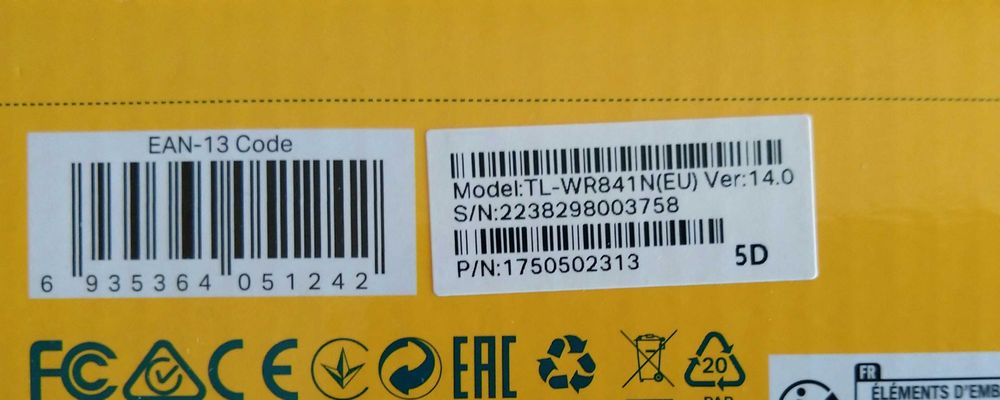 EAN-13 Code
6 935364 051242
Model:TL-WR841N(EU) Ver:14.0
S/N:2238298003758
P/N:1750502313
5D
FC CE EAC 20
PAP
FR
ÉLÉMENTS D'EMB